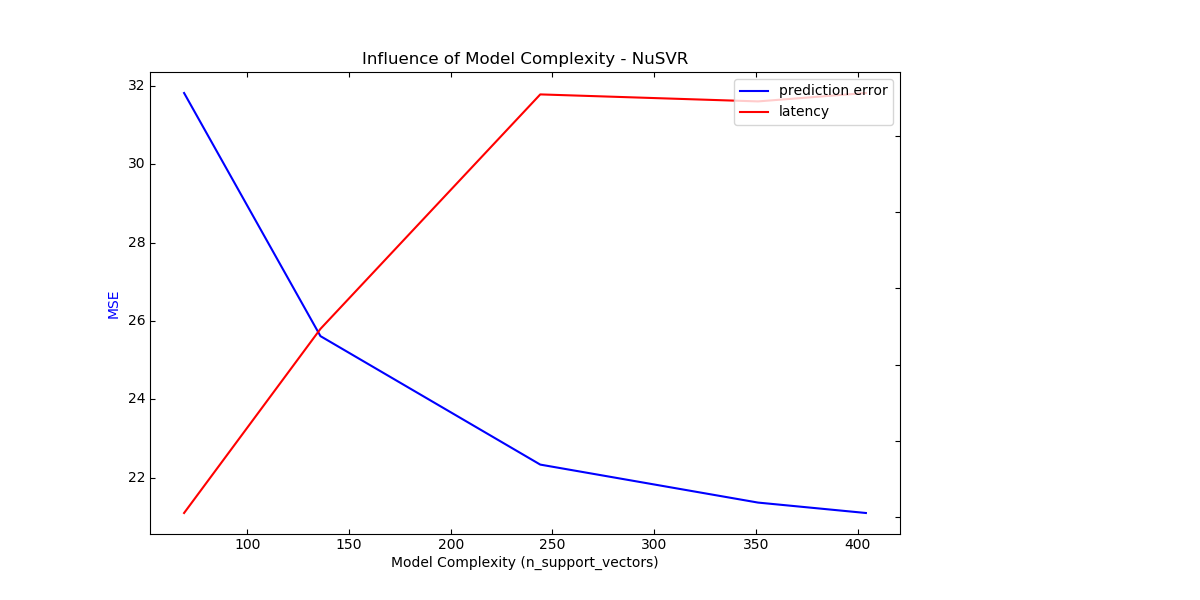 Influence of Model Complexity - NuSVR
prediction error
latency
32
30
28
26
24
22
MSE
100 150 200 250 300 350 400
Model Complexity (n_support_vectors)